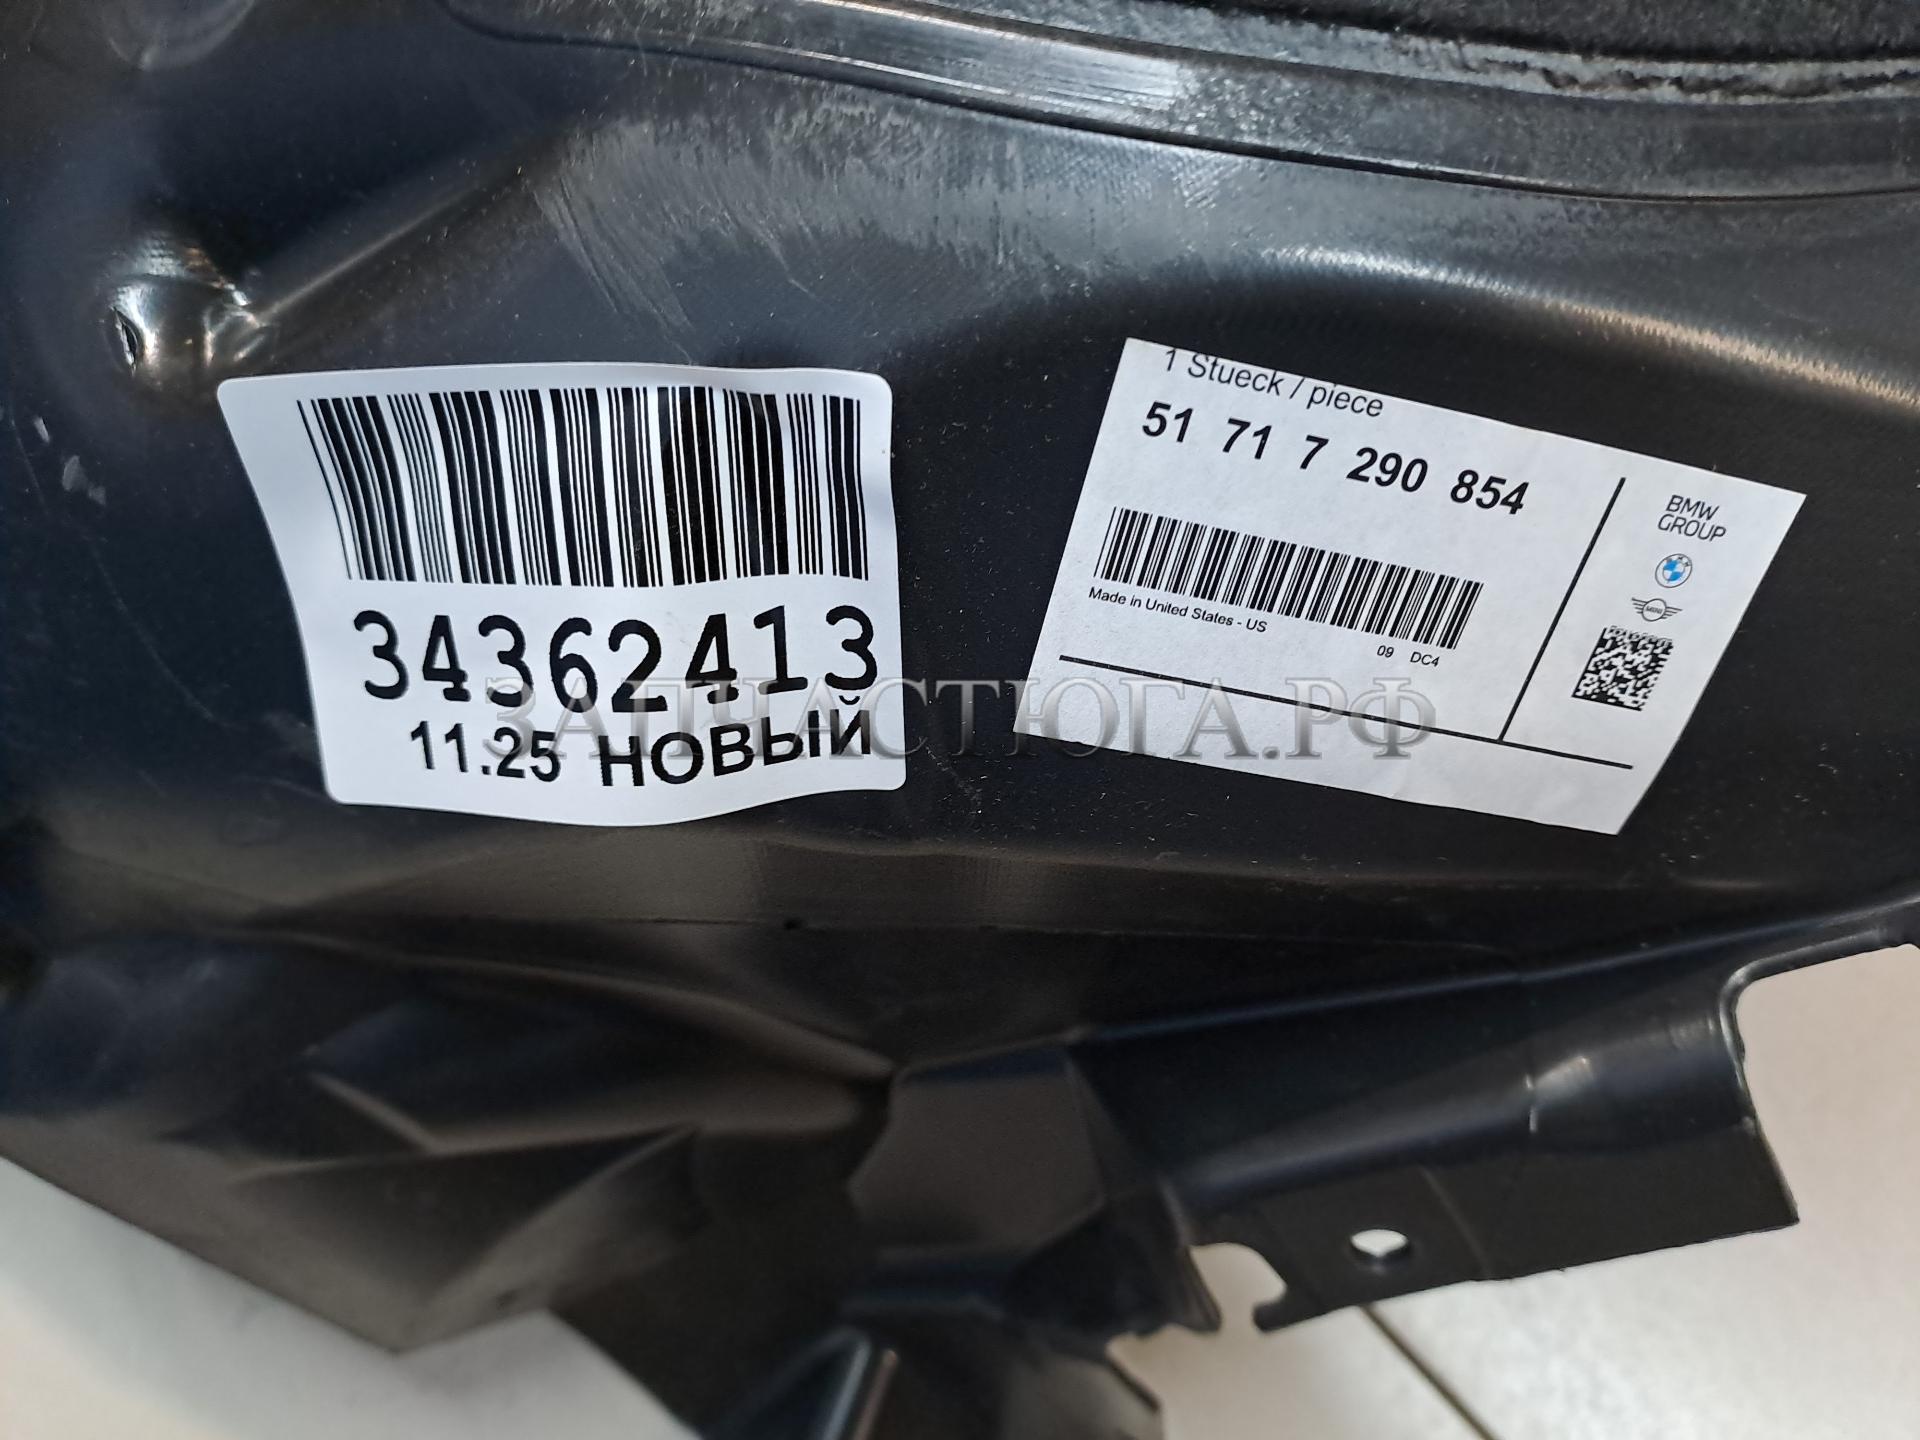 34362413
11.25 НОВЫЙ
1 Stueck / piece
51 71 7 290 854
Made in United States - US
09 DC4
BMW
GROUP
MINI
ЗАПЧАСТЮГА.РФ